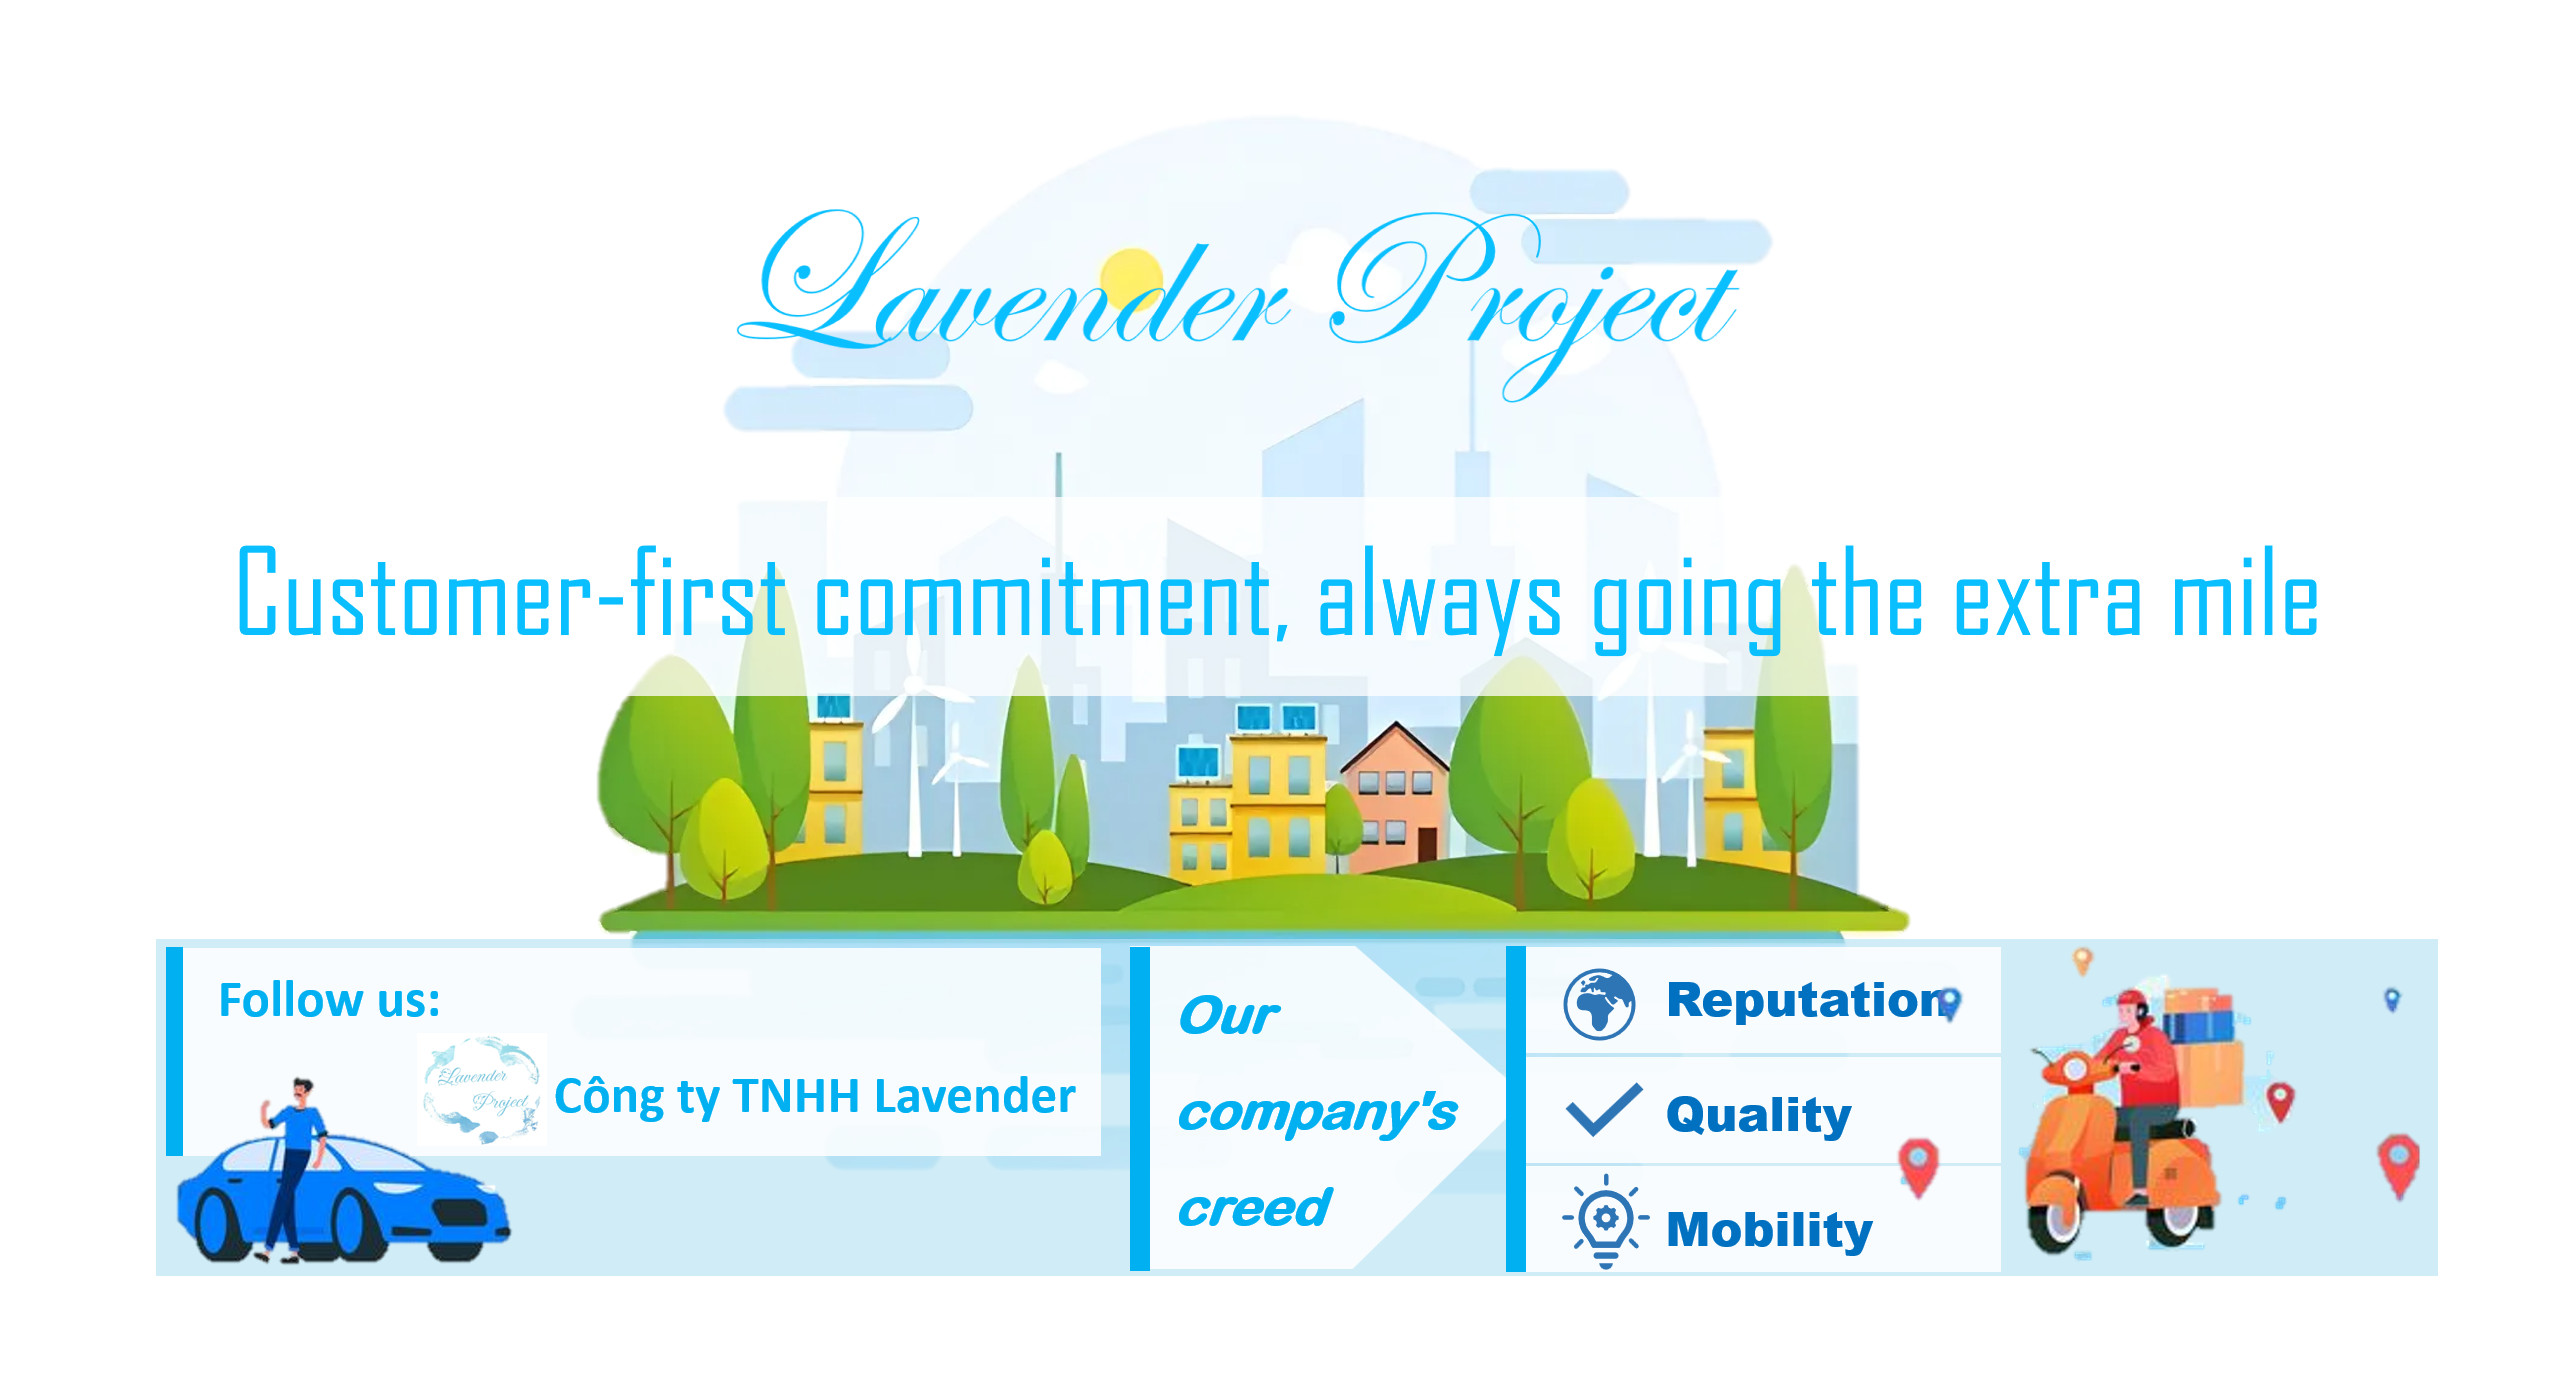 Lavender Project
Customer-first commitment, always going the extra mile
Follow us:
Lavender
Project
Công ty TNHH Lavender
Our
company's
creed
Reputation
Quality
Mobility